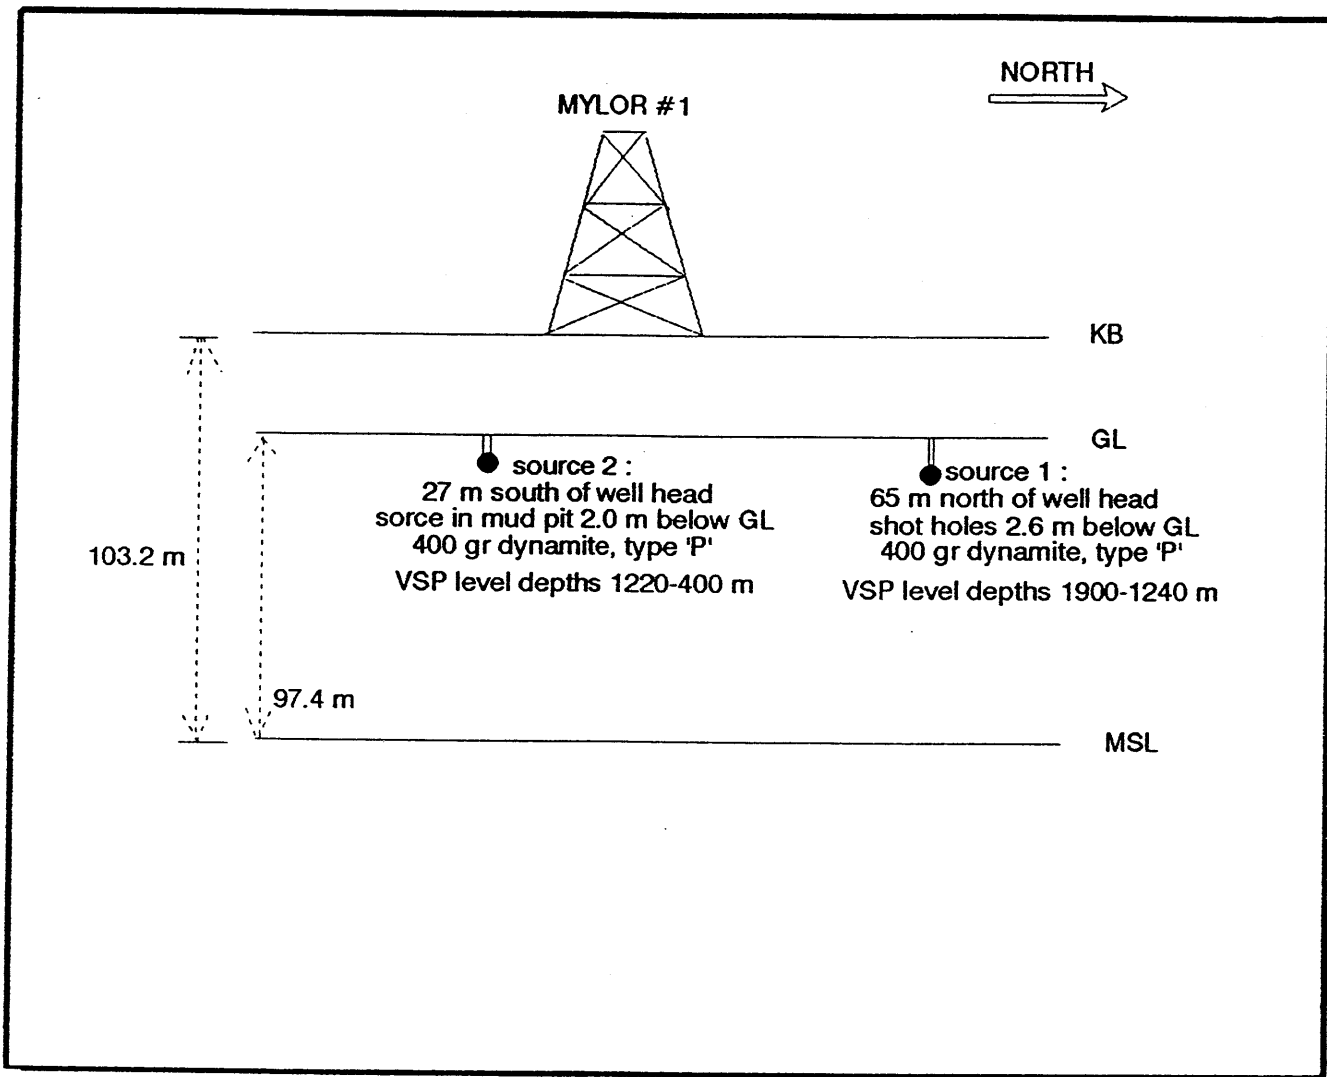 NORTH
MYLOR #1
KB
GL
source 2 :
27 m south of well head
sorce in mud pit 2.0 m below GL
400 gr dynamite, type 'P'
VSP level depths 1220-400 m
source 1 :
65 m north of well head
shot holes 2.6 m below GL
400 gr dynamite, type 'P'
VSP level depths 1900-1240 m
103.2 m
97.4 m
MSL